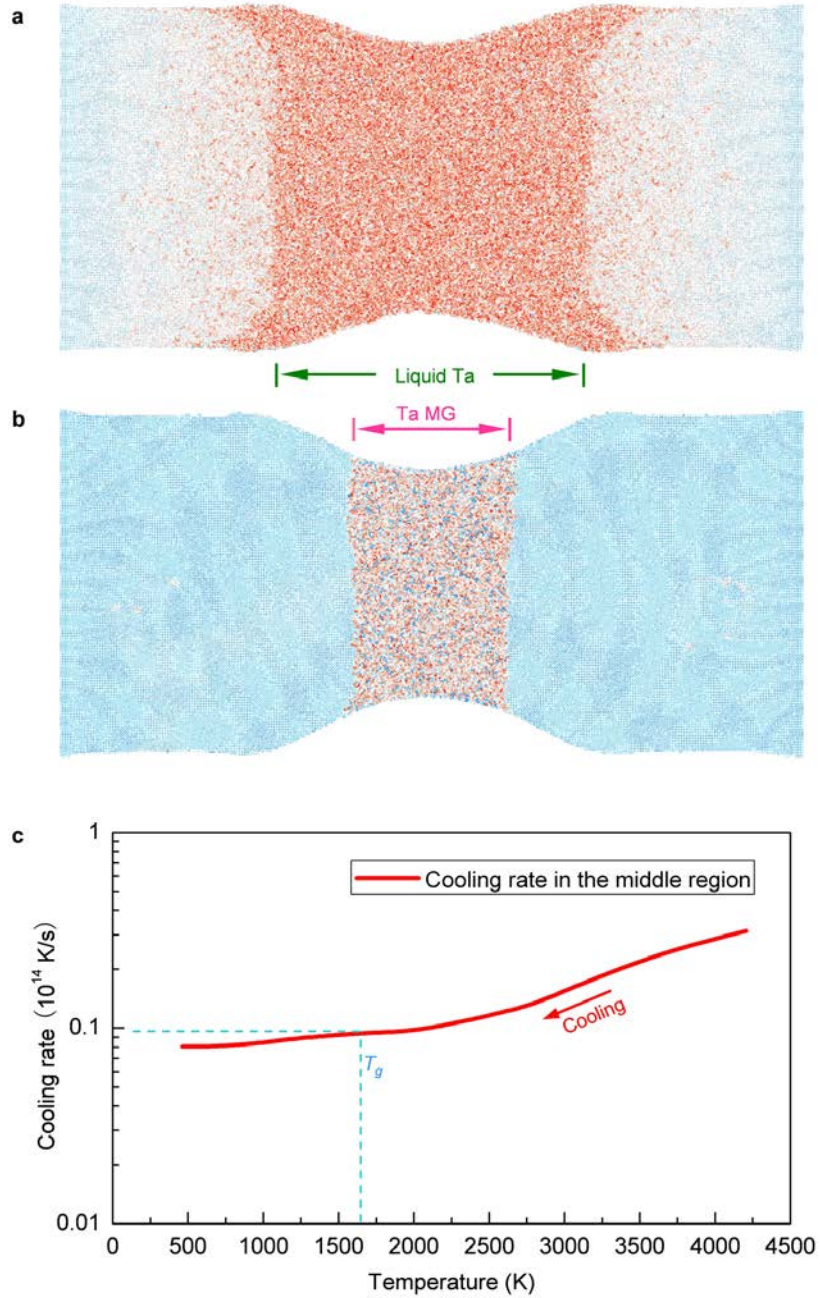 a
Liquid Ta
b
Ta MG
c
Cooling rate (10¹⁴ K/s)
1
0.1
0.01
Cooling rate in the middle region
Cooling
Tg
0 500 1000 1500 2000 2500 3000 3500 4000 4500
Temperature (K)